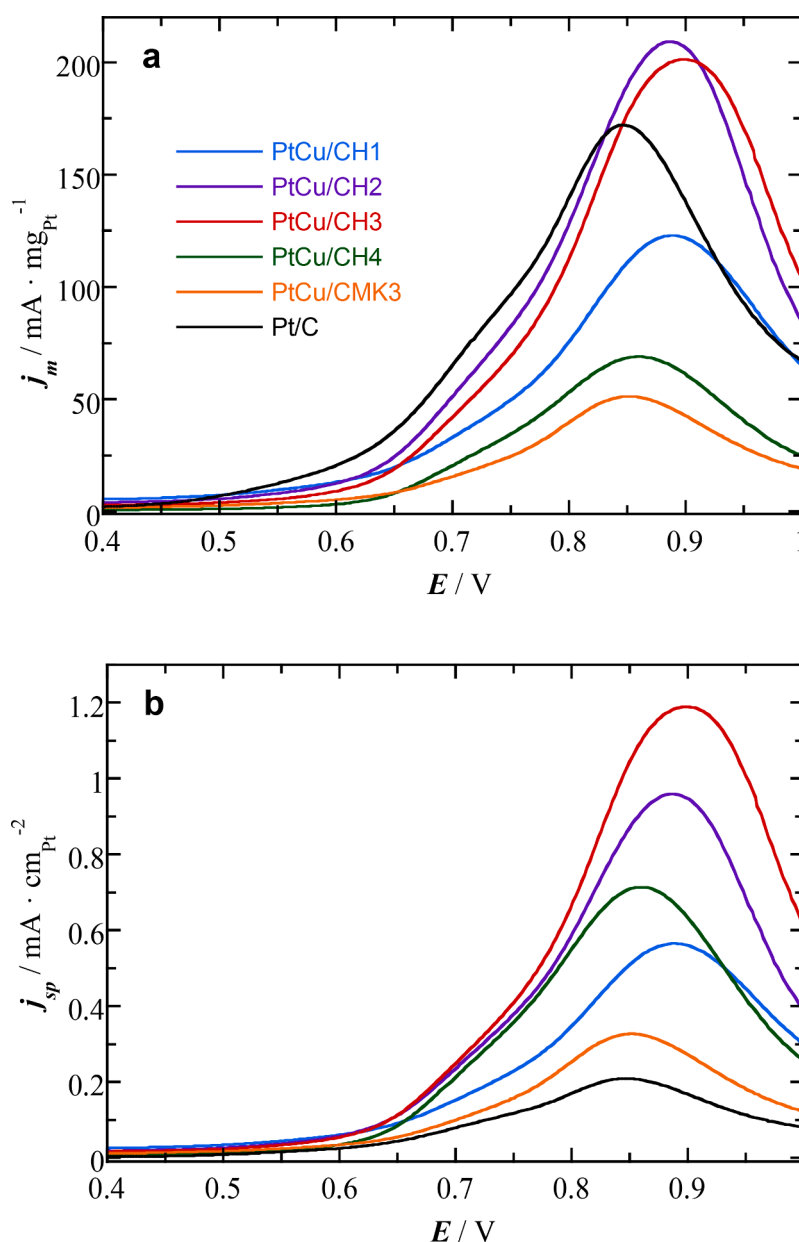 a
200
150
100
50
0
j_m / mA · mg_Pt^-1
PtCu/CH1
PtCu/CH2
PtCu/CH3
PtCu/CH4
PtCu/CMK3
Pt/C
0.4 0.5 0.6 0.7 0.8 0.9 1
E / V
b
1.2
1
0.8
0.6
0.4
0.2
0
j_sp / mA · cm_Pt^-2
0.4 0.5 0.6 0.7 0.8 0.9
E / V